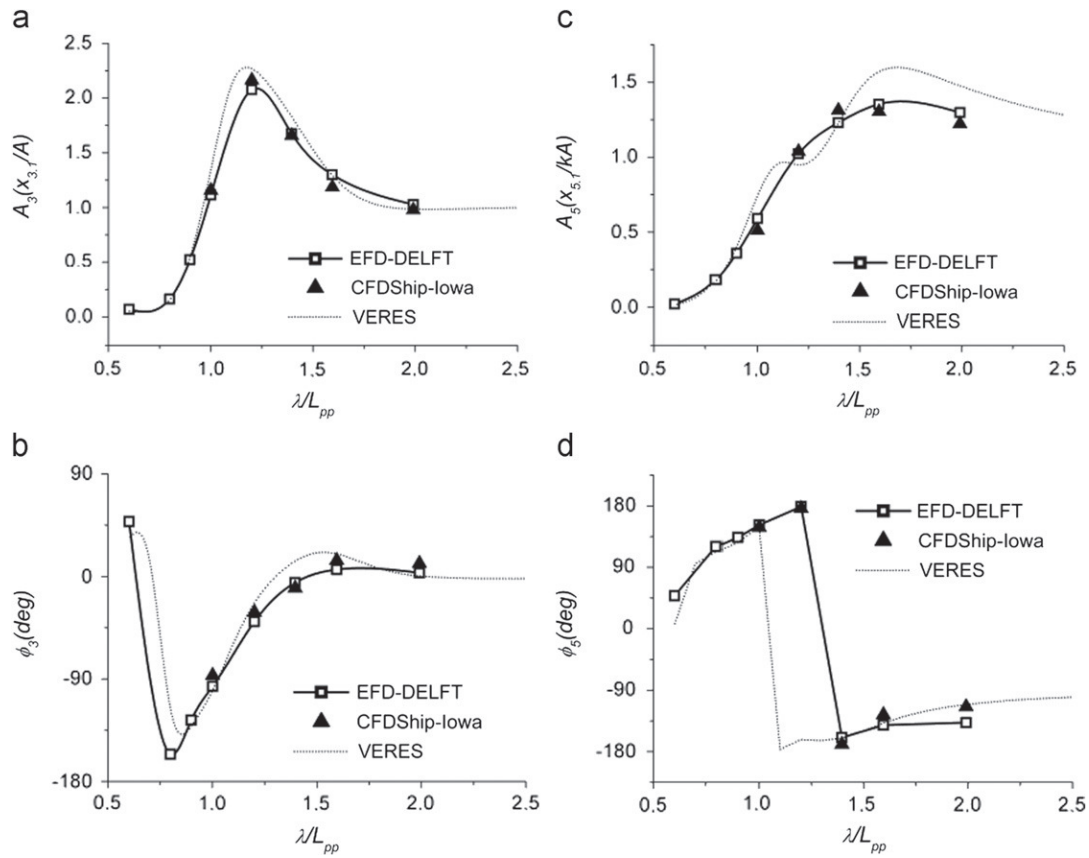 a
2.5
2.0
1.5
1.0
0.5
0.0
A3(x3.1/A)
EFD-DELFT
CFDShip-Iowa
VERES
0.5 1.0 1.5 2.0 2.5
λ/Lpp
c
1.5
1.0
0.5
0.0
A5(x5.1/kA)
EFD-DELFT
CFDShip-Iowa
VERES
0.5 1.0 1.5 2.0 2.5
λ/Lpp
b
90
0
-90
-180
ϕ3(deg)
EFD-DELFT
CFDShip-Iowa
VERES
0.5 1.0 1.5 2.0 2.5
λ/Lpp
d
180
90
0
-90
-180
ϕ5(deg)
EFD-DELFT
CFDShip-Iowa
VERES
0.5 1.0 1.5 2.0 2.5
λ/Lpp